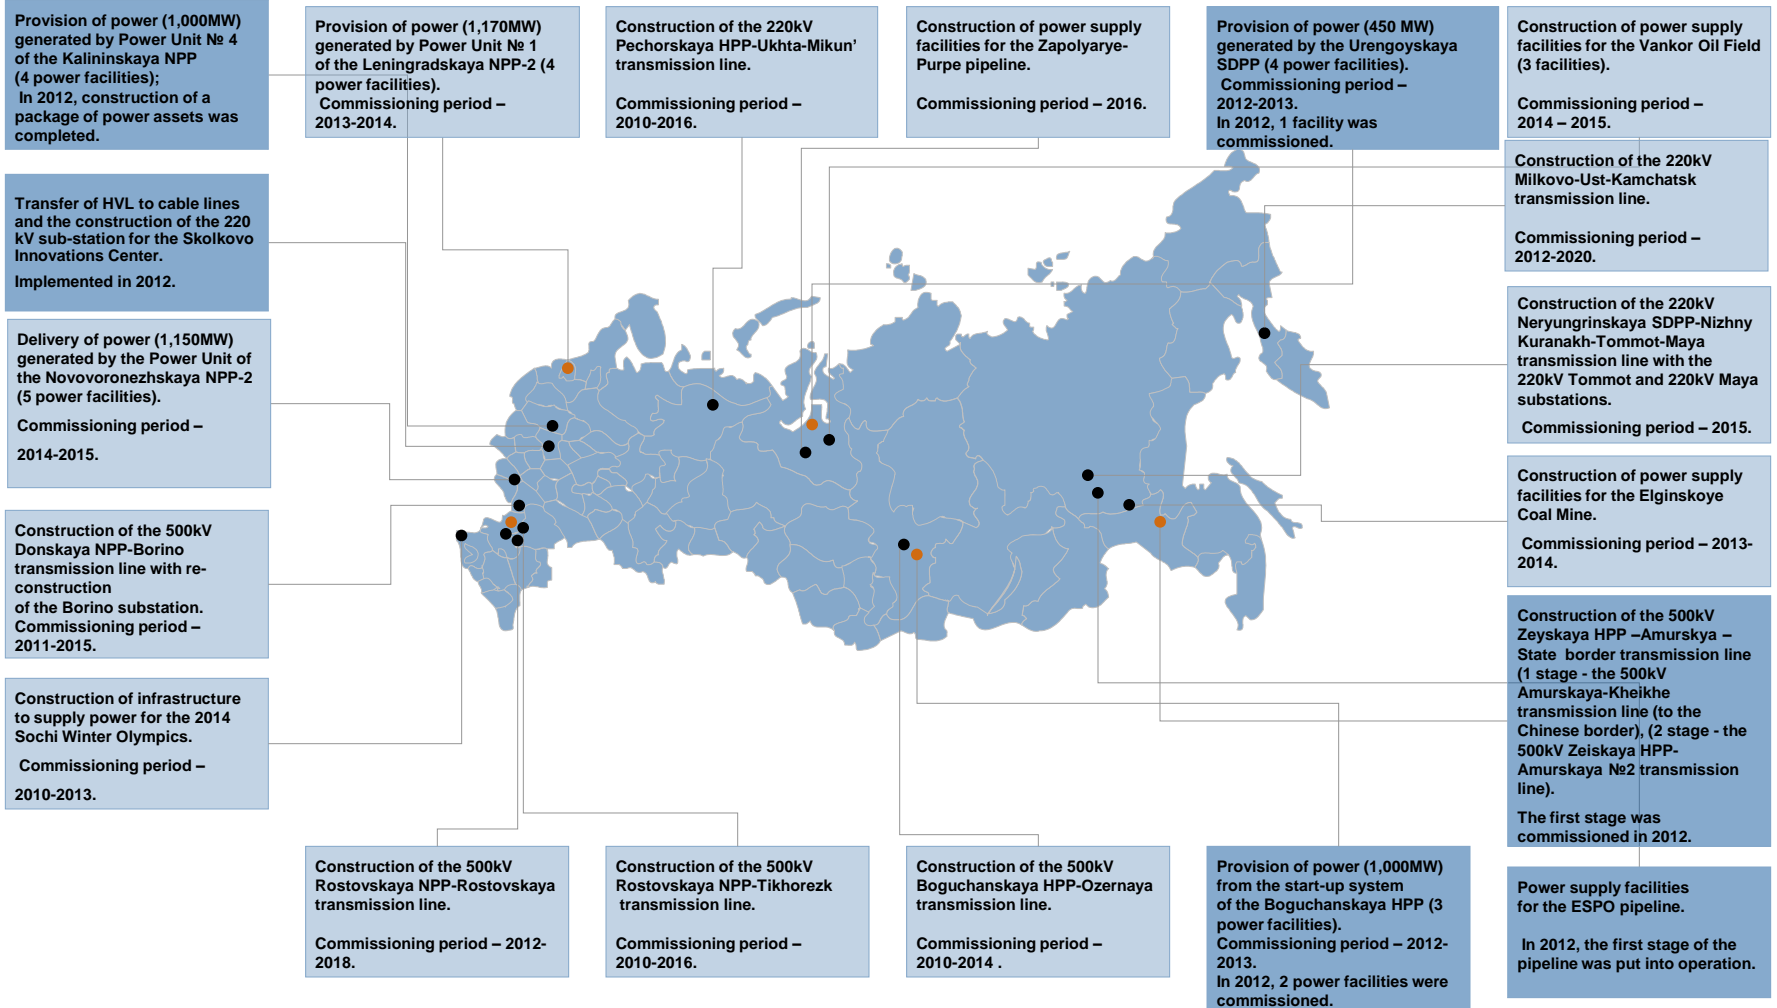 Provision of power (1,000MW)
generated by Power Unit № 4
of the Kalininskaya NPP
(4 power facilities);
In 2012, construction of a
package of power assets was
completed.
Provision of power (1,170MW)
generated by Power Unit № 1
of the Leningradskaya NPP-2 (4
power facilities).
Commissioning period –
2013-2014.
Construction of the 220kV
Pechorskaya HPP-Ukhta-Mikun’
transmission line.
Commissioning period –
2010-2016.
Construction of power supply
facilities for the Zapolyarye-
Purpe pipeline.
Commissioning period – 2016.
Provision of power (450 MW)
generated by the Urengoyskaya
SDPP (4 power facilities).
Commissioning period –
2012-2013.
In 2012, 1 facility was
commissioned.
Construction of power supply
facilities for the Vankor Oil Field
(3 facilities).
Commissioning period –
2014 – 2015.
Construction of the 220kV
Milkovo-Ust-Kamchatsk
transmission line.
Commissioning period –
2012-2020.
Transfer of HVL to cable lines
and the construction of the 220
kV sub-station for the Skolkovo
Innovations Center.
Implemented in 2012.
Construction of the 220kV
Neryungrinskaya SDPP-Nizhny
Kuranakh-Tommot-Maya
transmission line with the
220kV Tommot and 220kV Maya
substations.
Commissioning period – 2015.
Delivery of power (1,150MW)
generated by the Power Unit of
the Novovoronezhskaya NPP-2
(5 power facilities).
Commissioning period –
2014-2015.
Construction of power supply
facilities for the Elginskoye
Coal Mine.
Commissioning period – 2013-
2014.
Construction of the 500kV
Donskaya NPP-Borino
transmission line with re-
construction
of the Borino substation.
Commissioning period –
2011-2015.
Construction of the 500kV
Zeyskaya HPP –Amurskya –
State border transmission line
(1 stage - the 500kV
Amurskaya-Kheikhe
transmission line (to the
Chinese border), (2 stage - the
500kV Zeiskaya HPP-
Amurskaya №2 transmission
line).
The first stage was
commissioned in 2012.
Construction of infrastructure
to supply power for the 2014
Sochi Winter Olympics.
Commissioning period –
2010-2013.
Construction of the 500kV
Rostovskaya NPP-Rostovskaya
transmission line.
Commissioning period – 2012-
2018.
Construction of the 500kV
Rostovskaya NPP-Tikhorezk
transmission line.
Commissioning period –
2010-2016.
Construction of the 500kV
Boguchanskaya HPP-Ozernaya
transmission line.
Commissioning period –
2010-2014 .
Provision of power (1,000MW)
from the start-up system
of the Boguchanskaya HPP (3
power facilities).
Commissioning period – 2012-
2013.
In 2012, 2 power facilities were
commissioned.
Power supply facilities
for the ESPO pipeline.
In 2012, the first stage of the
pipeline was put into operation.